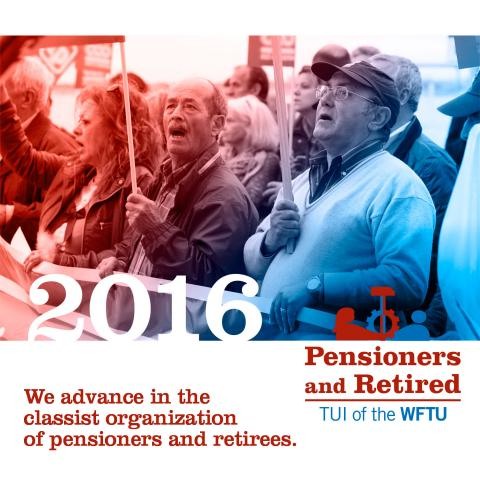 2016
Pensioners
and Retired
TUI of the WFTU
We advance in the
classist organization
of pensioners and retirees.